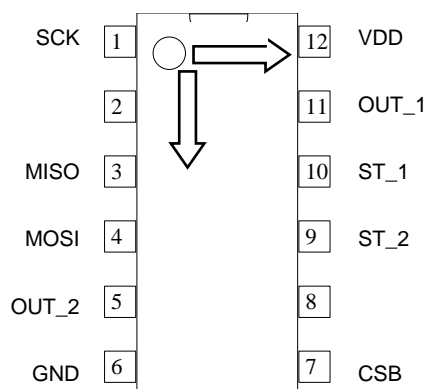 SCK 1 12 VDD
2 11 OUT_1
MISO 3 10 ST_1
MOSI 4 9 ST_2
OUT_2 5 8
GND 6 7 CSB